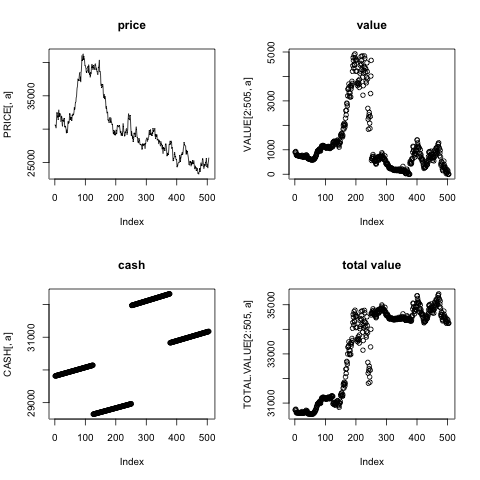 price
PRICE[, a]
25000 35000
0 100 200 300 400 500
Index
value
VALUE[2:505, a]
0 1000 3000 5000
0 100 200 300 400 500
Index
cash
CASH[, a]
29000 31000
0 100 200 300 400 500
Index
total value
TOTAL.VALUE[2:505, a]
31000 33000 35000
0 100 200 300 400 500
Index